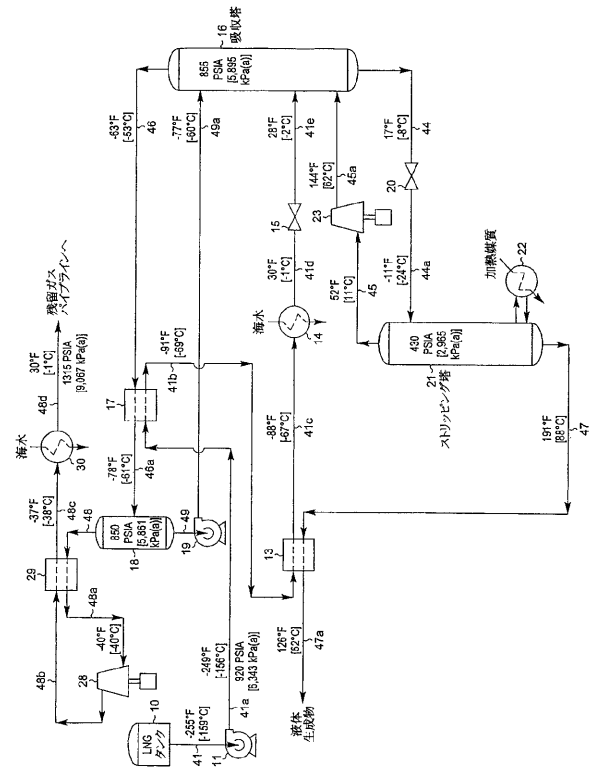 残留ガス
パイプラインへ
30°F
[-1°C]
1315 PSIA
[9,067 kPa(a)]
48d
海水
30
-37°F
[-38°C]
48c
29
48
48a
48b
-40°F
[-40°C]
28
10
LNG
タンク
-255°F
[-159°C]
41
11
-249°F
[-156°C]
920 PSIA
[6,343 kPa(a)]
41a
850
PSIA
[5,861
kPa(a)]
18
49
19
-78°F
[-61°C]
46a
17
-91°F
[-69°C]
41b
-63°F
[-53°C]
46
-77°F
[-60°C]
49a
855
PSIA
[5,895
kPa(a)]
16
吸収塔
28°F
[-2°C]
41e
15
30°F
[-1°C]
41d
海水
14
-88°F
[-67°C]
41c
13
144°F
[62°C]
45a
23
52°F
[11°C]
45
17°F
[-8°C]
44
20
-11°F
[-24°C]
44a
加熱媒質
22
430
PSIA
[2,965
kPa(a)]
21
ストリッピング塔
191°F
[88°C]
47
126°F
[52°C]
47a
液体
生成物